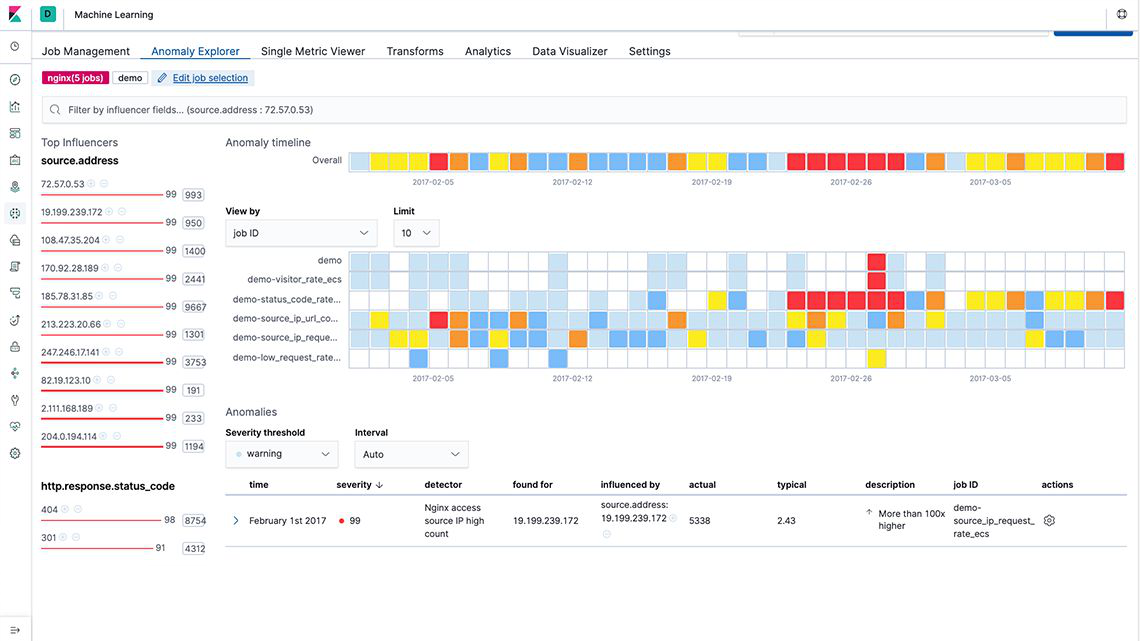 D
Machine Learning
Job Management
Anomaly Explorer
Single Metric Viewer
Transforms
Analytics
Data Visualizer
Settings
nginx(5 jobs)
demo
Edit job selection
Filter by influencer fields... (source.address : 72.57.0.53)
Top Influencers
source.address
72.57.0.53
99 993
19.199.239.172
99 950
108.47.35.204
99 1400
170.92.28.189
99 2441
185.78.31.85
99 9667
213.223.20.66
99 1301
247.246.17.141
99 3753
82.19.123.10
99 191
2.111.168.189
99 233
204.0.194.114
99 1194
http.response.status_code
404
98 8754
301
91 4312
Anomaly timeline
Overall
2017-02-05 2017-02-12 2017-02-19 2017-02-26 2017-03-05
View by
job ID
Limit
10
demo
demo-visitor_rate_ecs
demo-status_code_rate...
demo-source_ip_url_co...
demo-source_ip_reque...
demo-low_request_rate...
2017-02-05 2017-02-12 2017-02-19 2017-02-26 2017-03-05
Anomalies
Severity threshold
warning
Interval
Auto
time severity detector found for influenced by actual typical description job ID actions
February 1st 2017
99
Nginx access
source IP high
count
19.199.239.172
source.address:
19.199.239.172
5338
2.43
More than 100x
higher
demo-
source_ip_request_
rate_ecs